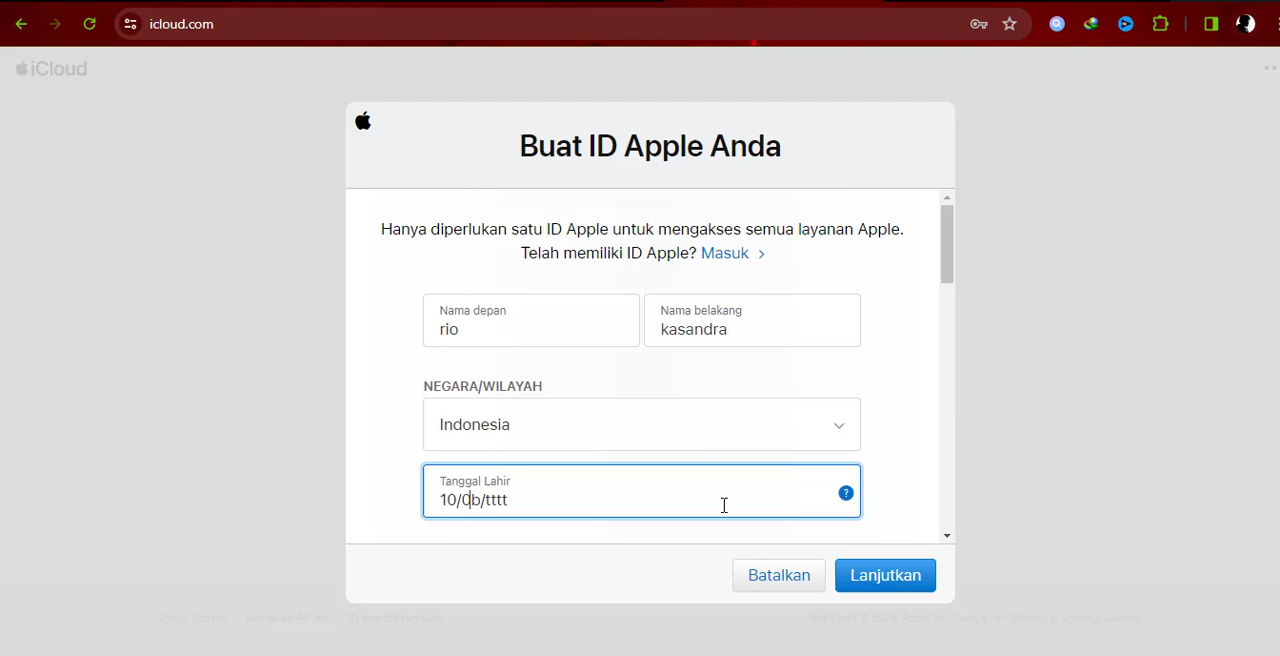 icloud.com
iCloud
Buat ID Apple Anda
Hanya diperlukan satu ID Apple untuk mengakses semua layanan Apple.
Telah memiliki ID Apple? Masuk >
Nama depan
rio
Nama belakang
kasandra
NEGARA/WILAYAH
Indonesia
Tanggal Lahir
10/0b/tttt
?
Batalkan
Lanjutkan